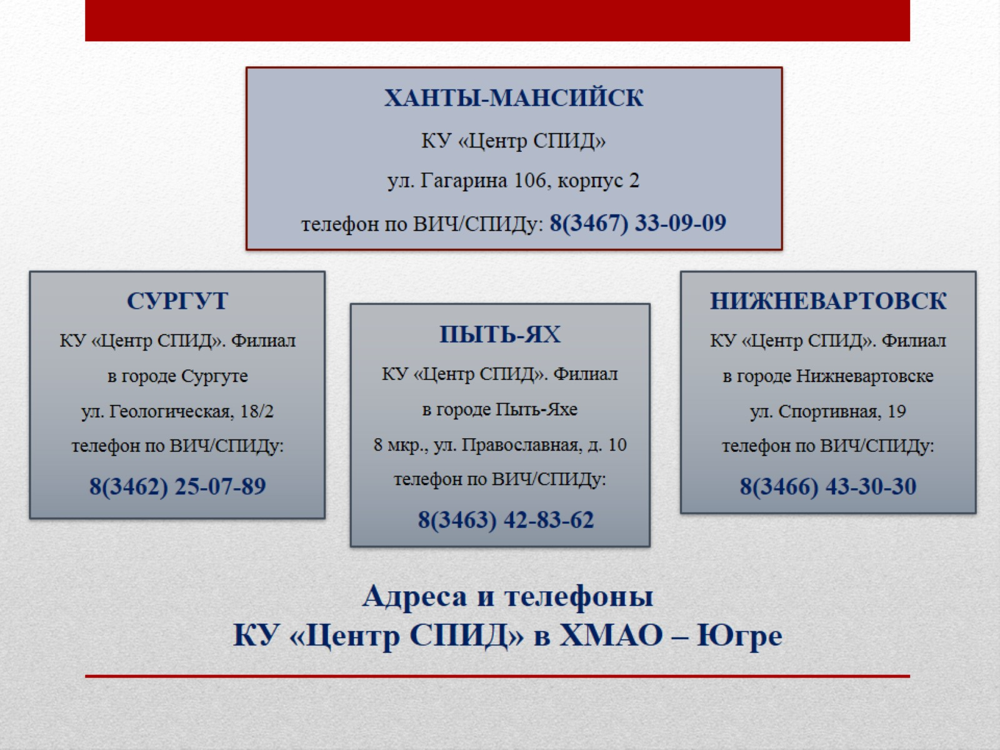 ХАНТЫ-МАНСИЙСК
КУ «Центр СПИД»
ул. Гагарина 106, корпус 2
телефон по ВИЧ/СПИДу: 8(3467) 33-09-09
СУРГУТ
КУ «Центр СПИД». Филиал
в городе Сургуте
ул. Геологическая, 18/2
телефон по ВИЧ/СПИДу:
8(3462) 25-07-89
ПЫТЬ-ЯХ
КУ «Центр СПИД». Филиал
в городе Пыть-Яхе
8 мкр., ул. Православная, д. 10
телефон по ВИЧ/СПИДу:
8(3463) 42-83-62
НИЖНЕВАРТОВСК
КУ «Центр СПИД». Филиал
в городе Нижневартовске
ул. Спортивная, 19
телефон по ВИЧ/СПИДу:
8(3466) 43-30-30
Адреса и телефоны
КУ «Центр СПИД» в ХМАО – Югре